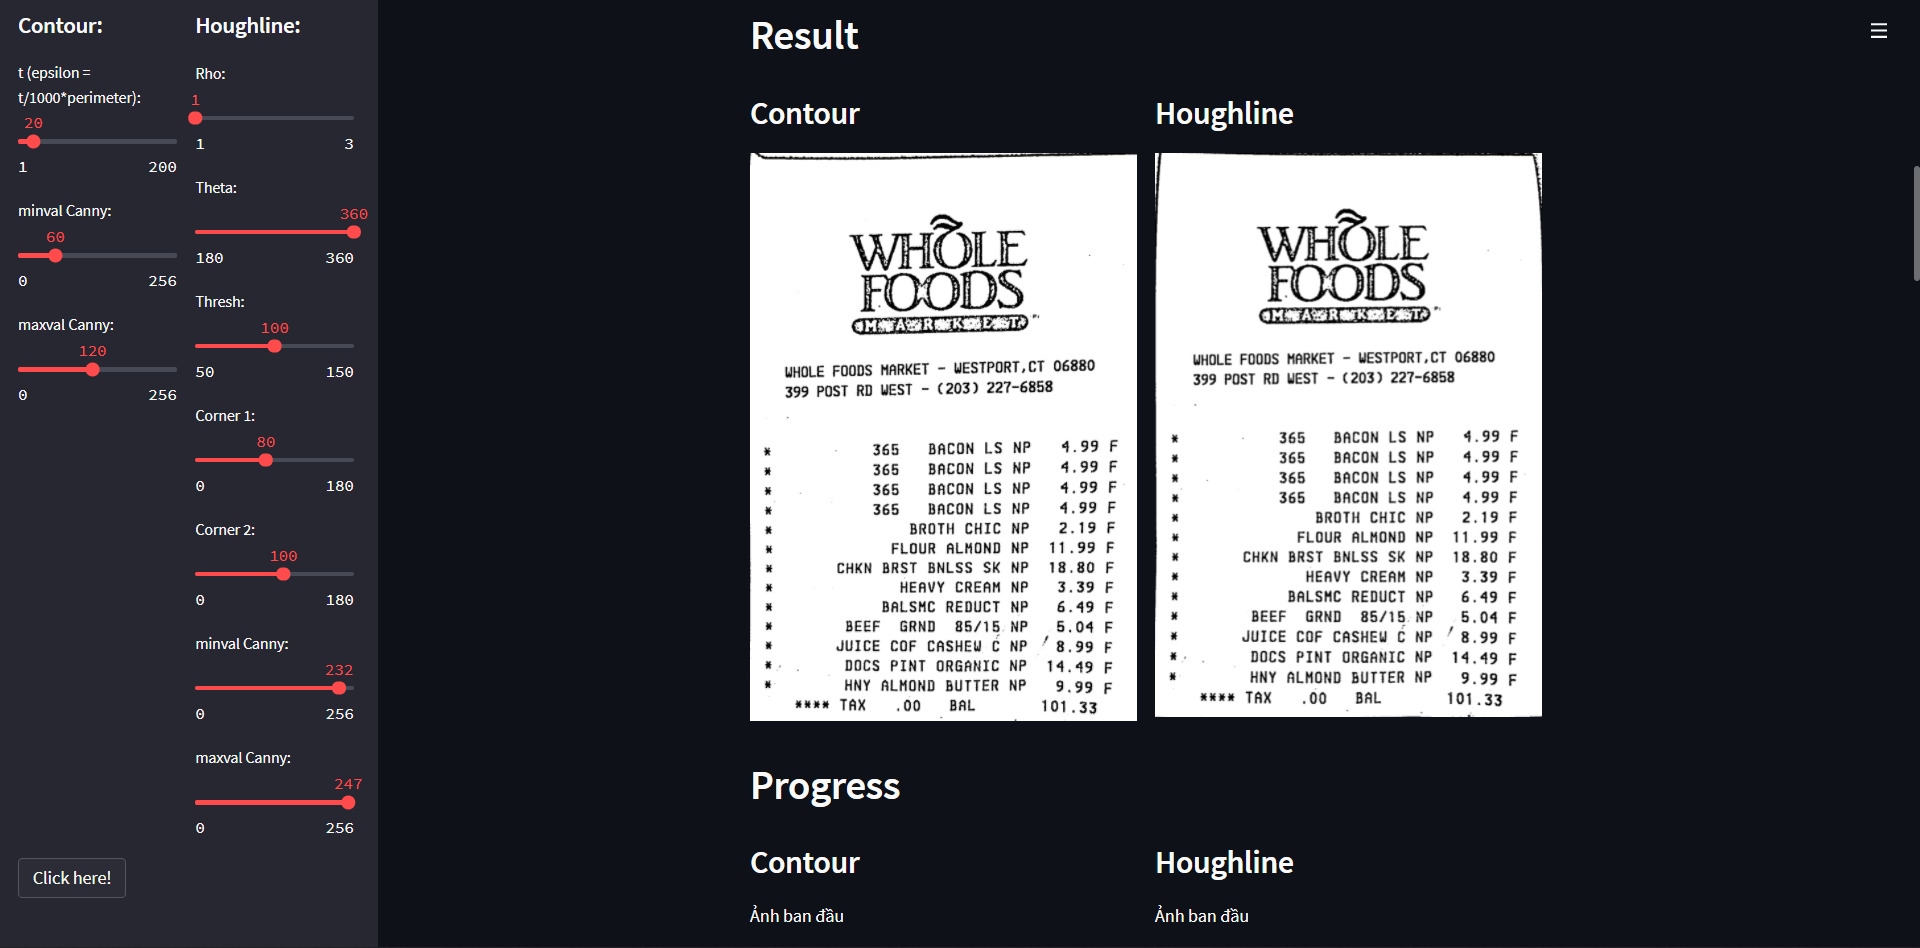 Contour:
t (epsilon =
t/1000*perimeter):
20
1 200
minval Canny:
60
0 256
maxval Canny:
120
0 256
Click here!
Houghline:
Rho:
1
1 3
Theta:
360
180 360
Thresh:
100
50 150
Corner 1:
80
0 180
Corner 2:
100
0 180
minval Canny:
232
0 256
maxval Canny:
247
0 256
Result
Contour
WHOLE
FOODS
MARKET
WHOLE FOODS MARKET - WESTPORT,CT 06880
399 POST RD WEST - (203) 227-6858
* 365 BACON LS NP 4.99 F
* 365 BACON LS NP 4.99 F
* 365 BACON LS NP 4.99 F
* 365 BACON LS NP 4.99 F
* BROTH CHIC NP 2.19 F
* FLOUR ALMOND NP 11.99 F
* CHKN BRST BNLSS SK NP 18.80 F
* HEAVY CREAM NP 3.39 F
* BALSMC REDUCT NP 6.49 F
* BEEF GRND 85/15 NP 5.04 F
* JUICE COF CASHEW C NP 8.99 F
* DOCS PINT ORGANIC NP 14.49 F
* HNY ALMOND BUTTER NP 9.99 F
**** TAX .00 BAL 101.33
Houghline
WHOLE
FOODS
MARKET
WHOLE FOODS MARKET - WESTPORT,CT 06880
399 POST RD WEST - (203) 227-6858
* 365 BACON LS NP 4.99 F
* 365 BACON LS NP 4.99 F
* 365 BACON LS NP 4.99 F
* 365 BACON LS NP 4.99 F
* BROTH CHIC NP 2.19 F
* FLOUR ALMOND NP 11.99 F
* CHKN BRST BNLSS SK NP 18.80 F
* HEAVY CREAM NP 3.39 F
* BALSMC REDUCT NP 6.49 F
* BEEF GRND 85/15 NP 5.04 F
* JUICE COF CASHEW C NP 8.99 F
* DOCS PINT ORGANIC NP 14.49 F
* HNY ALMOND BUTTER NP 9.99 F
**** TAX .00 BAL 101.33
Progress
Contour
Ảnh ban đầu
Houghline
Ảnh ban đầu